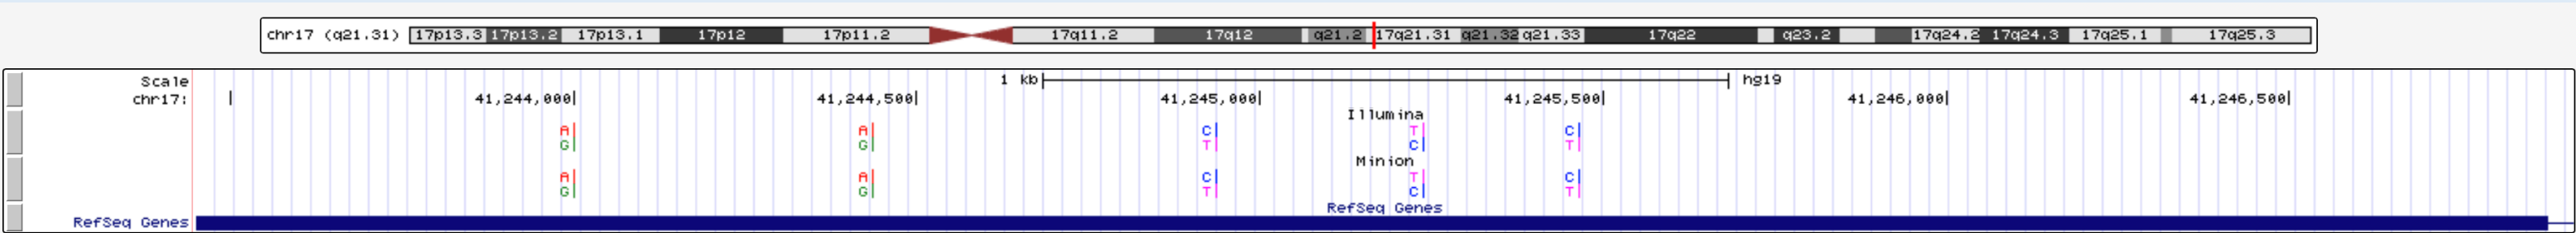 chr17 (q21.31) 17p13.3 17p13.2 17p13.1 17p12 17p11.2 17q11.2 17q12 q21.2 17q21.31 q21.32 q21.33 17q22 q23.2 17q24.2 17q24.3 17q25.1 17q25.3
Scale 1 kb hg19
chr17: 41,244,000 41,244,500 41,245,000 41,245,500 41,246,000 41,246,500
Illumina
A A C T C
G G T C T
Minion
A A C T C
G G T C T
RefSeq Genes
RefSeq Genes